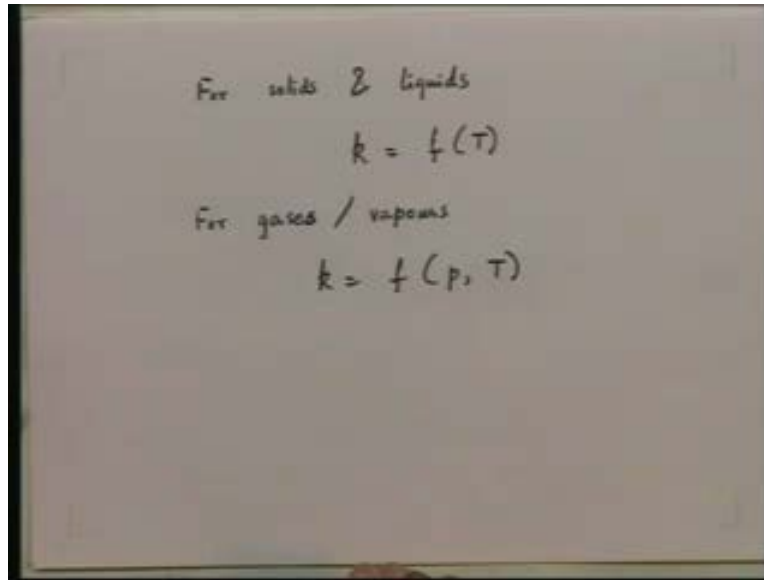 For solids & liquids
k = f(T)
For gases / vapours
k = f (p, T)